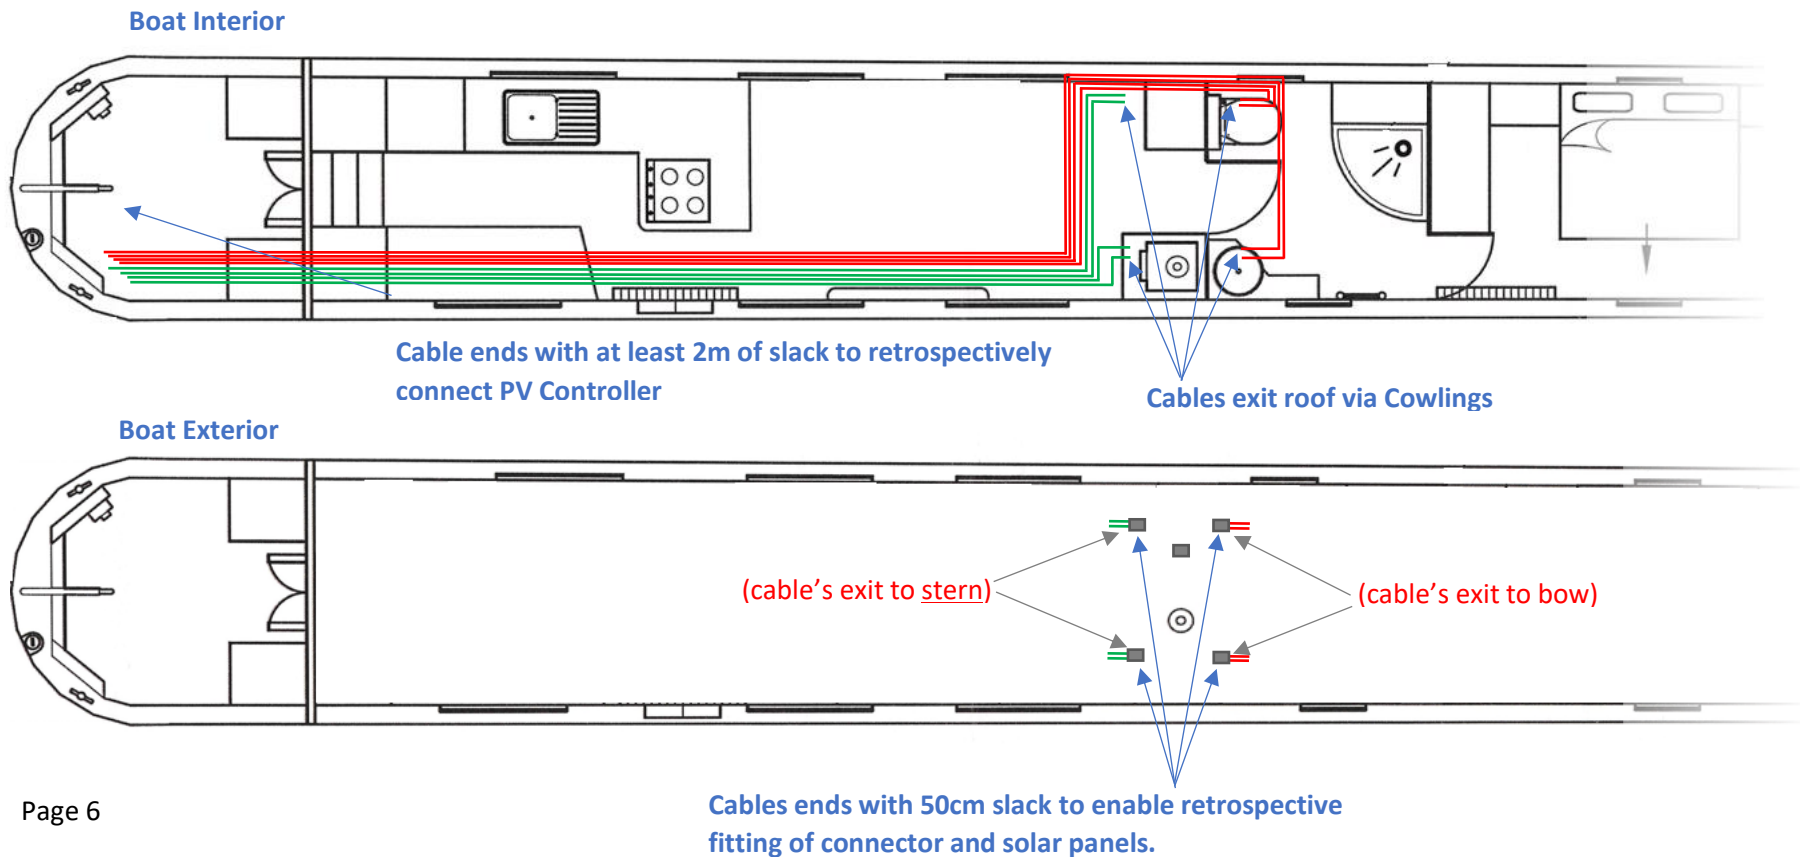 Boat Interior
Cable ends with at least 2m of slack to retrospectively
connect PV Controller
Cables exit roof via Cowlings
Boat Exterior
(cable’s exit to stern)
(cable’s exit to bow)
Page 6
Cables ends with 50cm slack to enable retrospective
fitting of connector and solar panels.